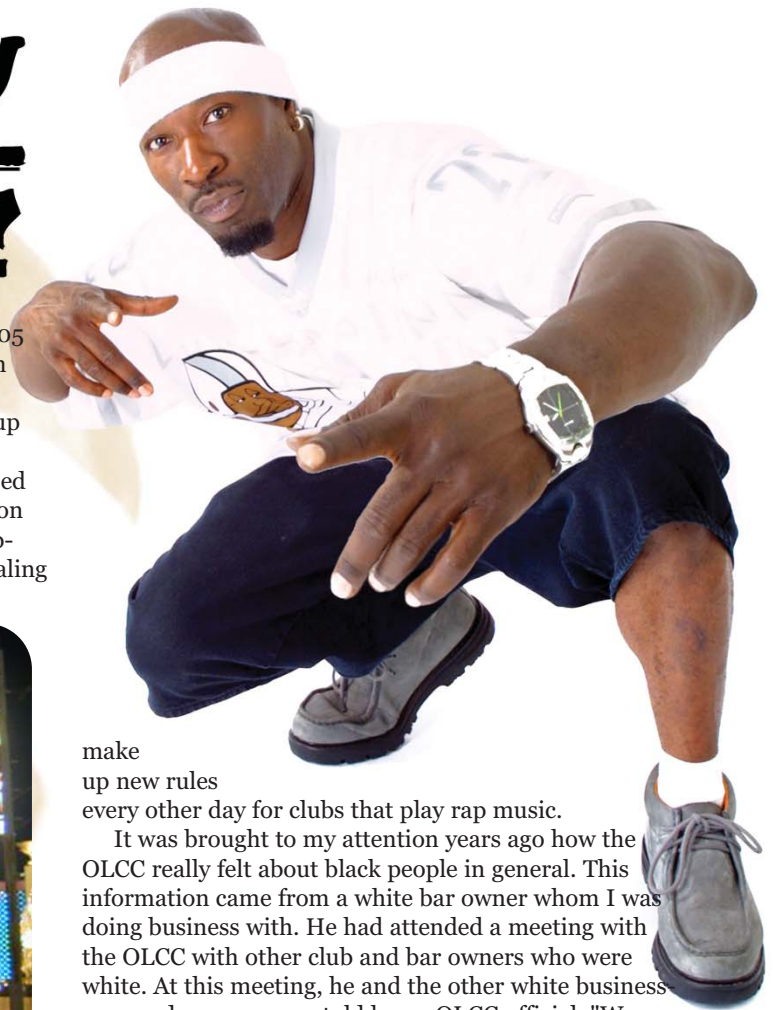 05
up
ed
on
aling
make
up new rules
every other day for clubs that play rap music.
It was brought to my attention years ago how the
OLCC really felt about black people in general. This
information came from a white bar owner whom I was
doing business with. He had attended a meeting with
the OLCC with other club and bar owners who were
white. At this meeting, he and the other white business-